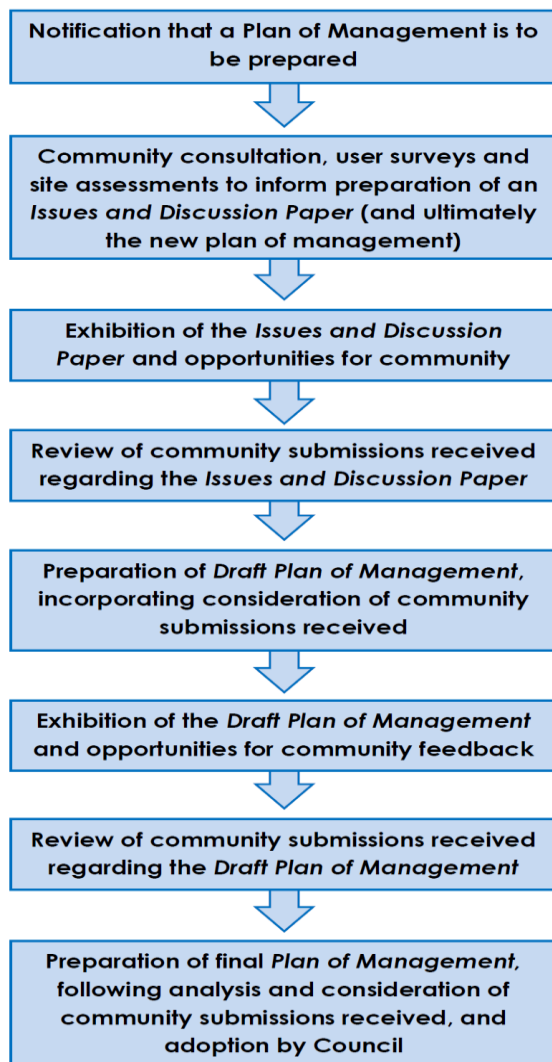 Notification that a Plan of Management is to
be prepared
Community consultation, user surveys and
site assessments to inform preparation of an
Issues and Discussion Paper (and ultimately
the new plan of management)
Exhibition of the Issues and Discussion
Paper and opportunities for community
Review of community submissions received
regarding the Issues and Discussion Paper
Preparation of Draft Plan of Management,
incorporating consideration of community
submissions received
Exhibition of the Draft Plan of Management
and opportunities for community feedback
Review of community submissions received
regarding the Draft Plan of Management
Preparation of final Plan of Management,
following analysis and consideration of
community submissions received, and
adoption by Council